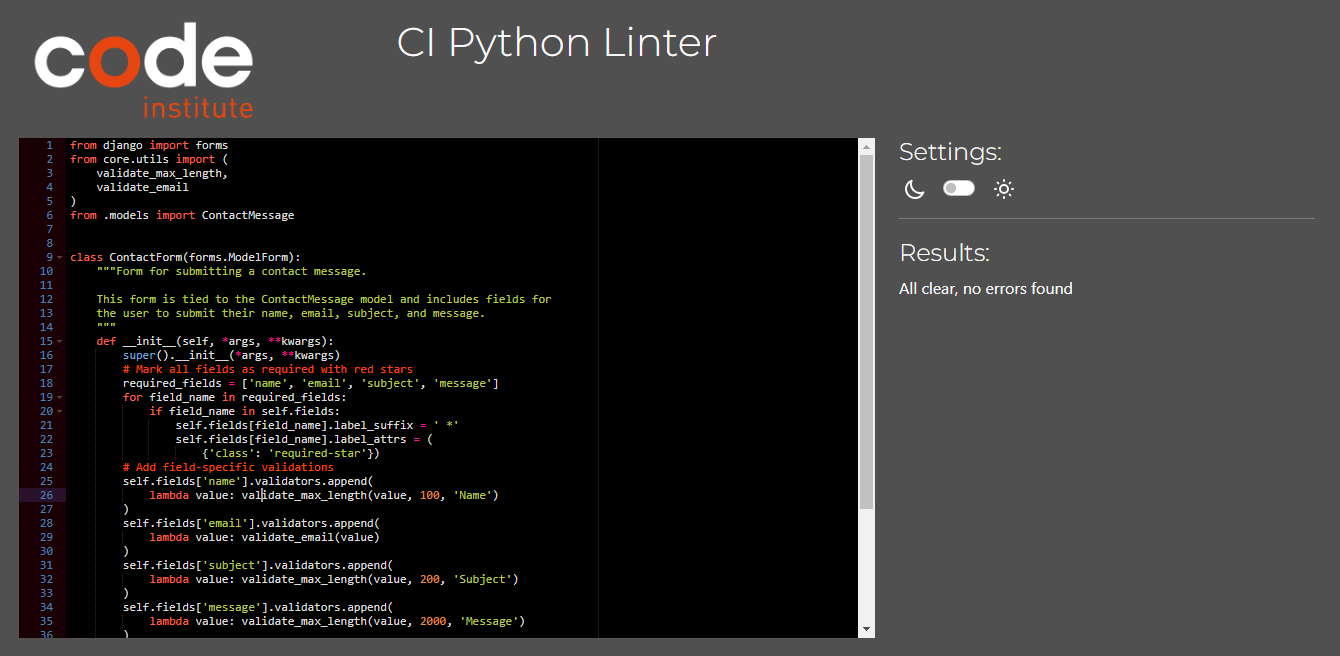 code
institute
CI Python Linter
1 from django import forms
2 from core.utils import (
3     validate_max_length,
4     validate_email
5 )
6 from .models import ContactMessage
7
8
9 class ContactForm(forms.ModelForm):
10     """Form for submitting a contact message.
11
12     This form is tied to the ContactMessage model and includes fields for
13     the user to submit their name, email, subject, and message.
14     """
15     def __init__(self, *args, **kwargs):
16         super().__init__(*args, **kwargs)
17         # Mark all fields as required with red stars
18         required_fields = ['name', 'email', 'subject', 'message']
19         for field_name in required_fields:
20             if field_name in self.fields:
21                 self.fields[field_name].label_suffix = ' *'
22                 self.fields[field_name].label_attrs = (
23                     {'class': 'required-star'})
24         # Add field-specific validations
25         self.fields['name'].validators.append(
26             lambda value: validate_max_length(value, 100, 'Name')
27         )
28         self.fields['email'].validators.append(
29             lambda value: validate_email(value)
30         )
31         self.fields['subject'].validators.append(
32             lambda value: validate_max_length(value, 200, 'Subject')
33         )
34         self.fields['message'].validators.append(
35             lambda value: validate_max_length(value, 2000, 'Message')
36         )
Settings:
Results:
All clear, no errors found